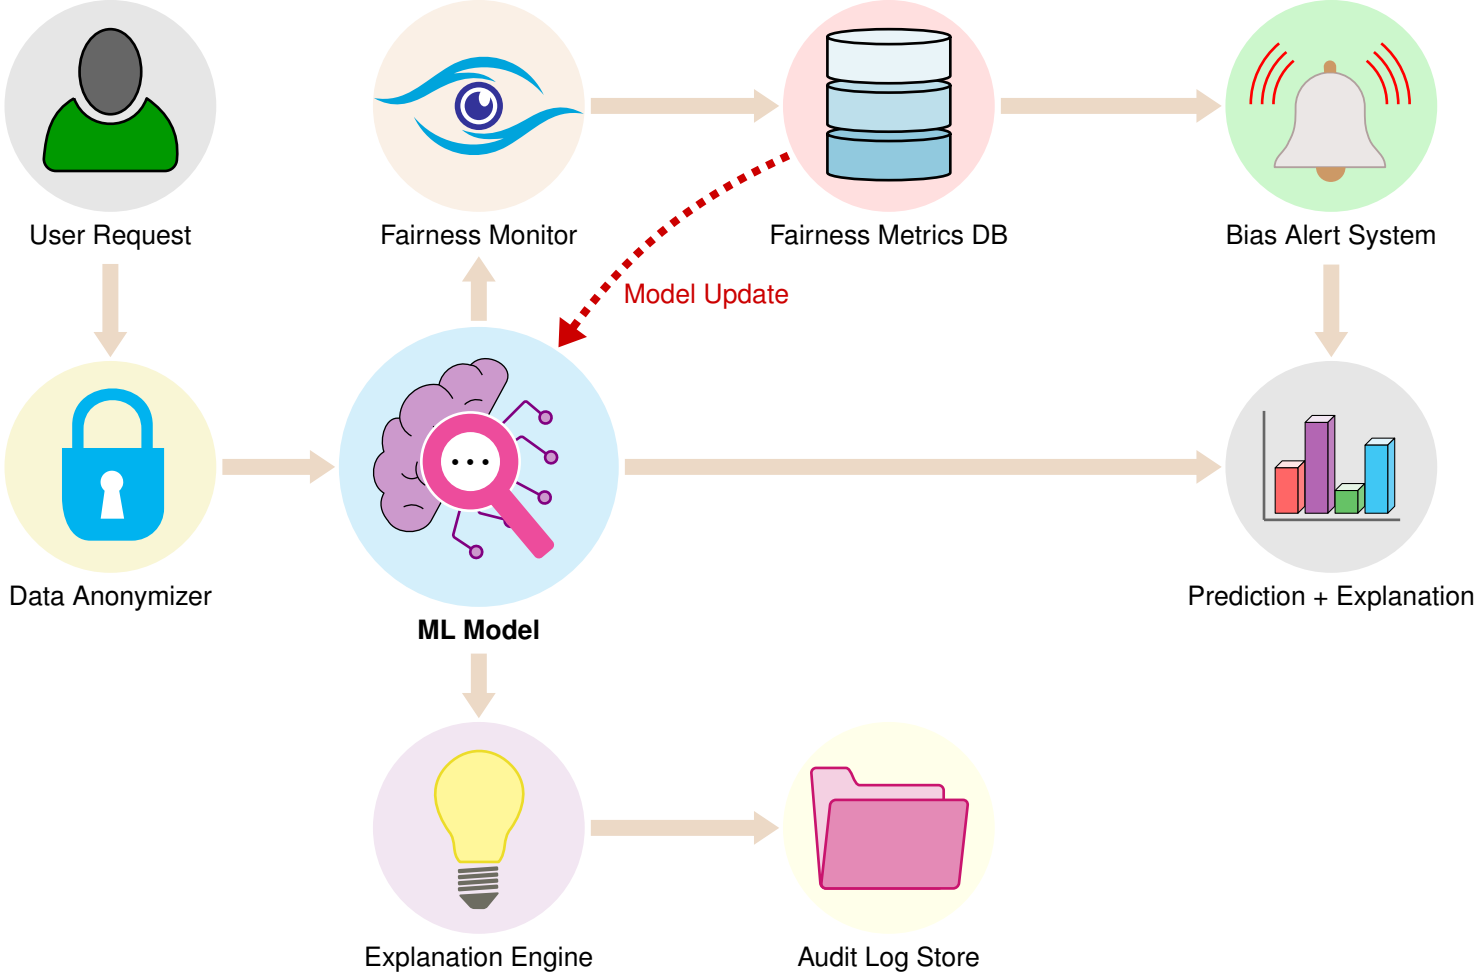 User Request
Fairness Monitor
Fairness Metrics DB
Bias Alert System
Model Update
Data Anonymizer
ML Model
Prediction + Explanation
Explanation Engine
Audit Log Store